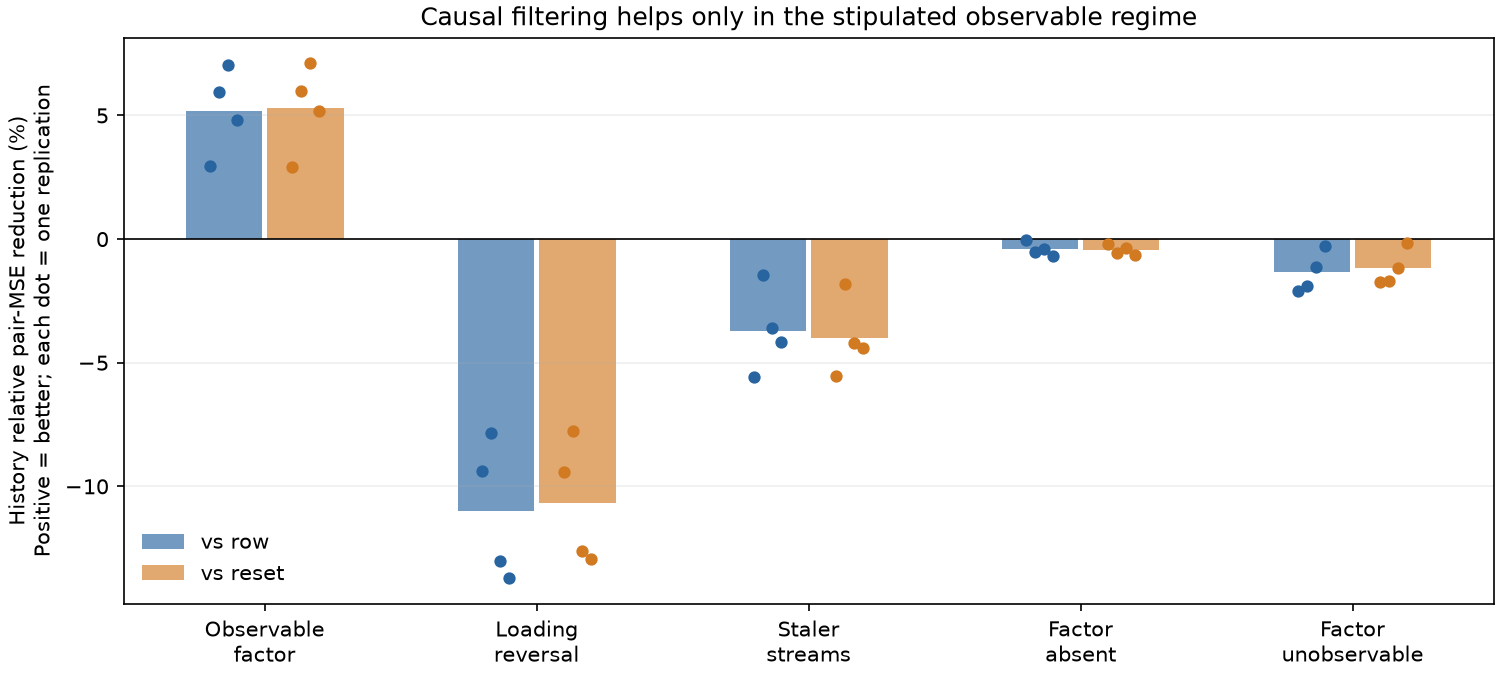 Causal filtering helps only in the stipulated observable regime
History relative pair-MSE reduction (%)
Positive = better; each dot = one replication
5
0
−5
−10
vs row
vs reset
Observable
factor
Loading
reversal
Staler
streams
Factor
absent
Factor
unobservable